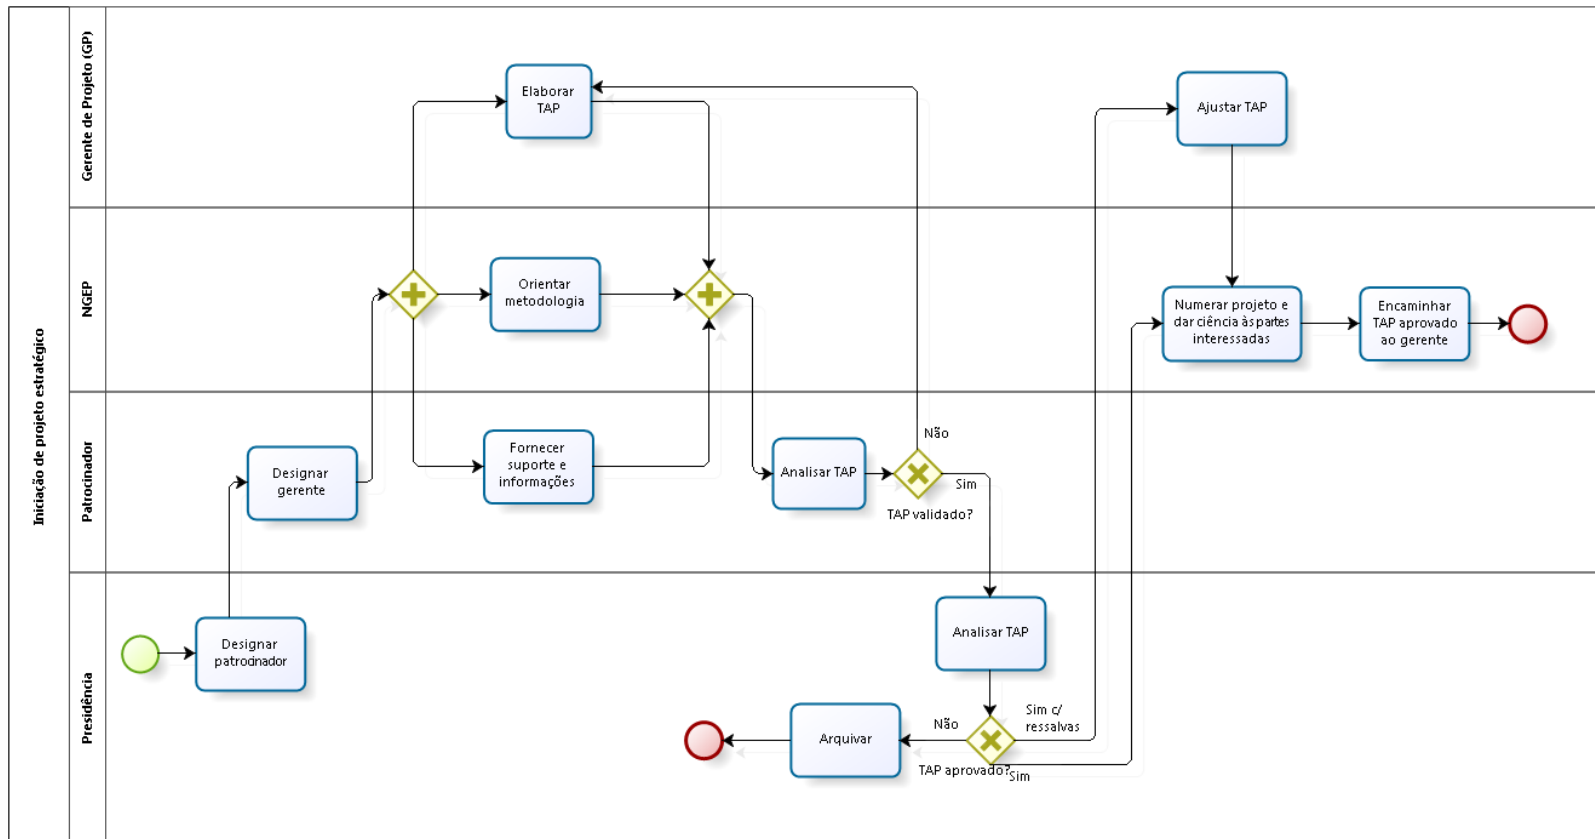 Iniciação de projeto estratégico
Gerente de Projeto (GP)
Elaborar
TAP
Ajustar TAP
NGEP
Orientar
metodologia
Numerar projeto e
dar ciência às partes
interessadas
Encaminhar
TAP aprovado
ao gerente
Patrocinador
Designar
gerente
Fornecer
suporte e
informações
Analisar TAP
Não
Sim
TAP validado?
Presidência
Designar
patrocinador
Analisar TAP
Arquivar
Não
Sim c/
ressalvas
TAP aprovado?
Sim